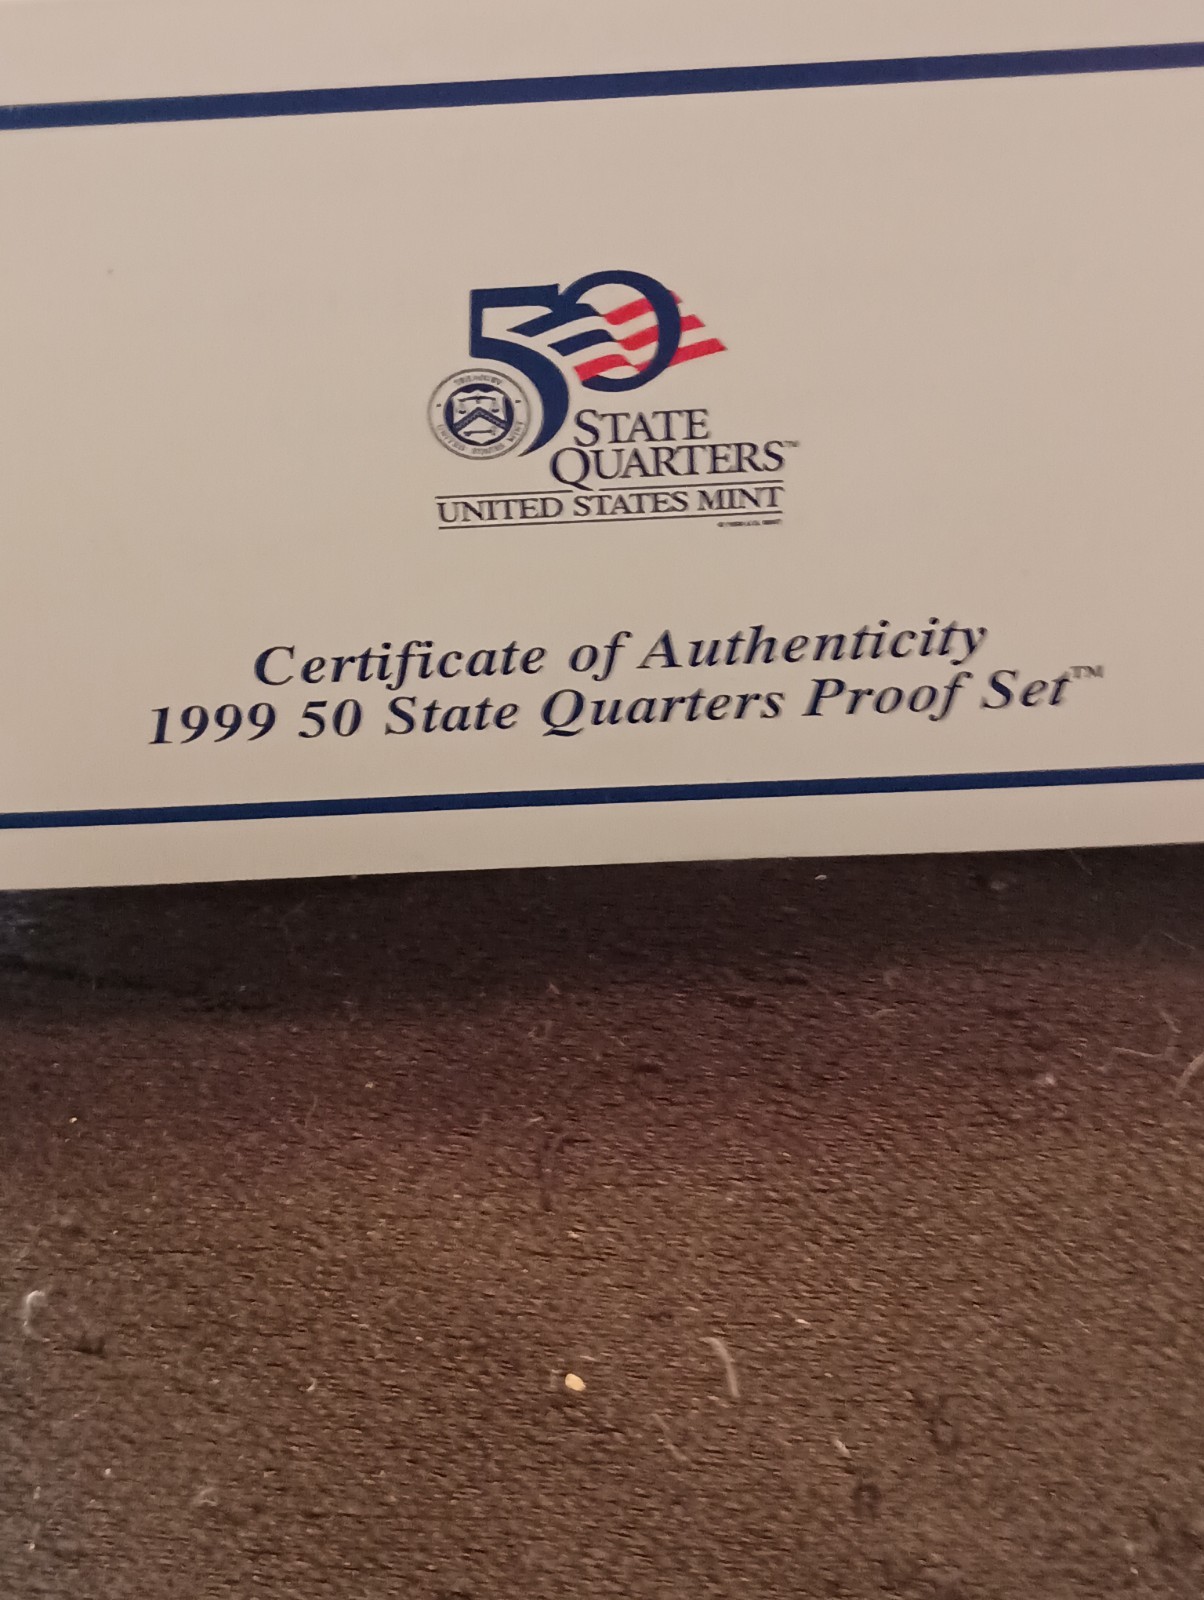 50
STATE
QUARTERS™
UNITED STATES MINT
Certificate of Authenticity
1999 50 State Quarters Proof Set™